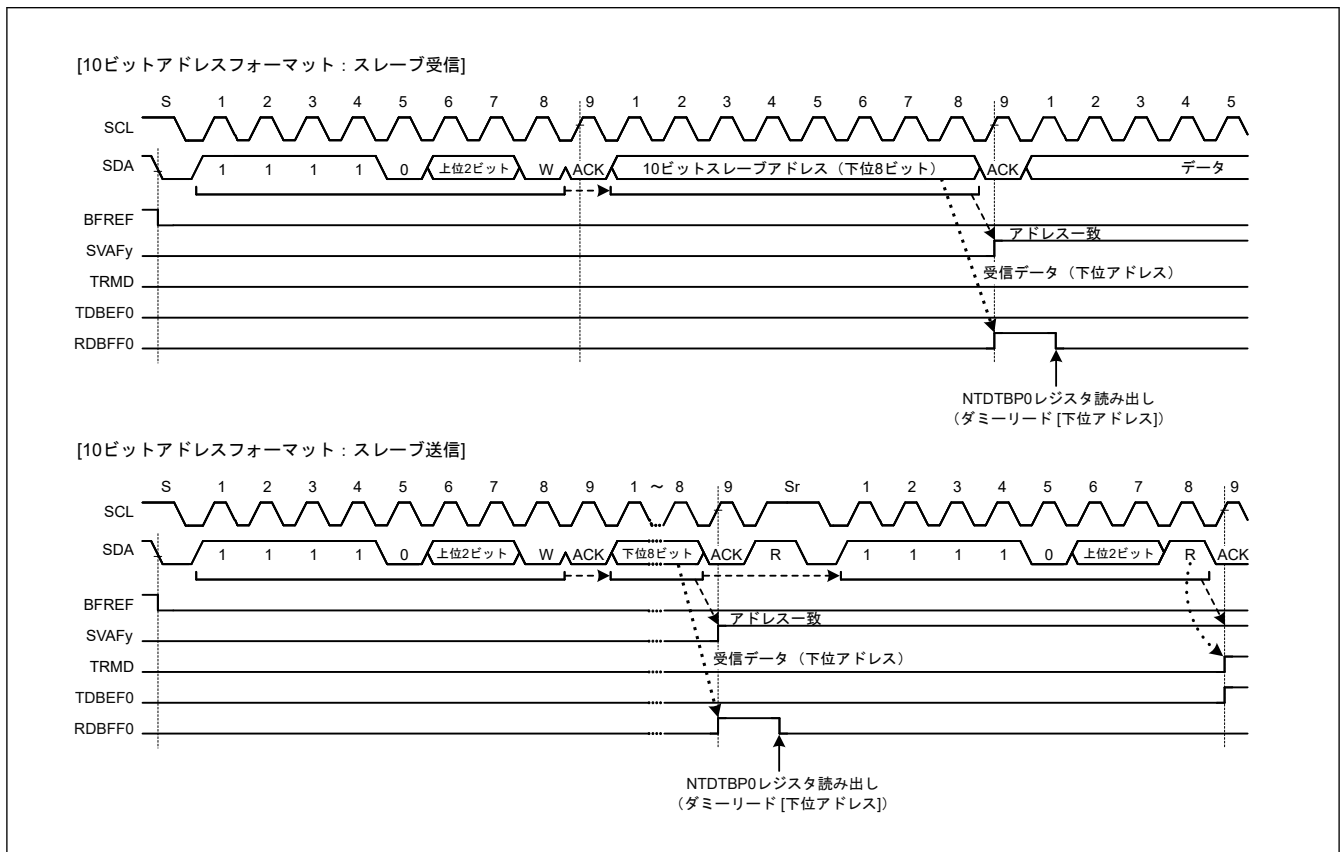 [10ビットアドレスフォーマット：スレーブ受信]
S 1 2 3 4 5 6 7 8 9 1 2 3 4 5 6 7 8 9 1 2 3 4 5
SCL
SDA 1 1 1 1 0 上位2ビット W ACK 10ビットスレーブアドレス（下位8ビット） ACK データ
BFREF
アドレス一致
SVAFy
受信データ（下位アドレス）
TRMD
TDBEF0
RDBFF0
NTDTBP0レジスタ読み出し
（ダミーリード [下位アドレス]）
[10ビットアドレスフォーマット：スレーブ送信]
S 1 2 3 4 5 6 7 8 9 1 ～ 8 9 Sr 1 2 3 4 5 6 7 8 9
SCL
SDA 1 1 1 1 0 上位2ビット W ACK 下位8ビット ACK R 1 1 1 1 0 上位2ビット R ACK
BFREF
アドレス一致
SVAFy
受信データ（下位アドレス）
TRMD
TDBEF0
RDBFF0
NTDTBP0レジスタ読み出し
（ダミーリード [下位アドレス]）